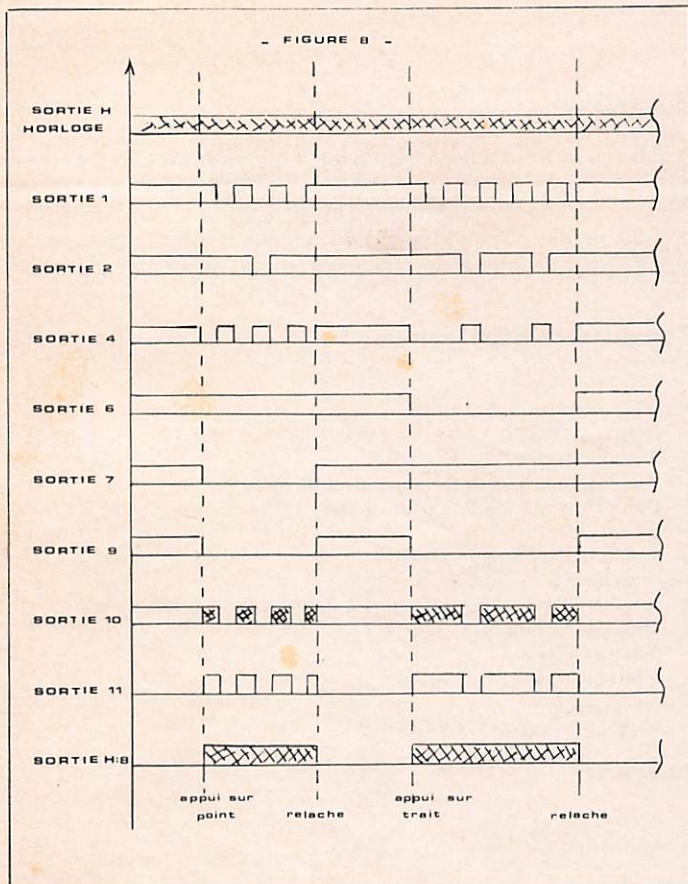 - FIGURE 8 -
SORTIE H
HORLOGE
SORTIE 1
SORTIE 2
SORTIE 4
SORTIE 6
SORTIE 7
SORTIE 9
SORTIE 10
SORTIE 11
SORTIE H:8
appui sur
point
relache
appui sur
trait
relache